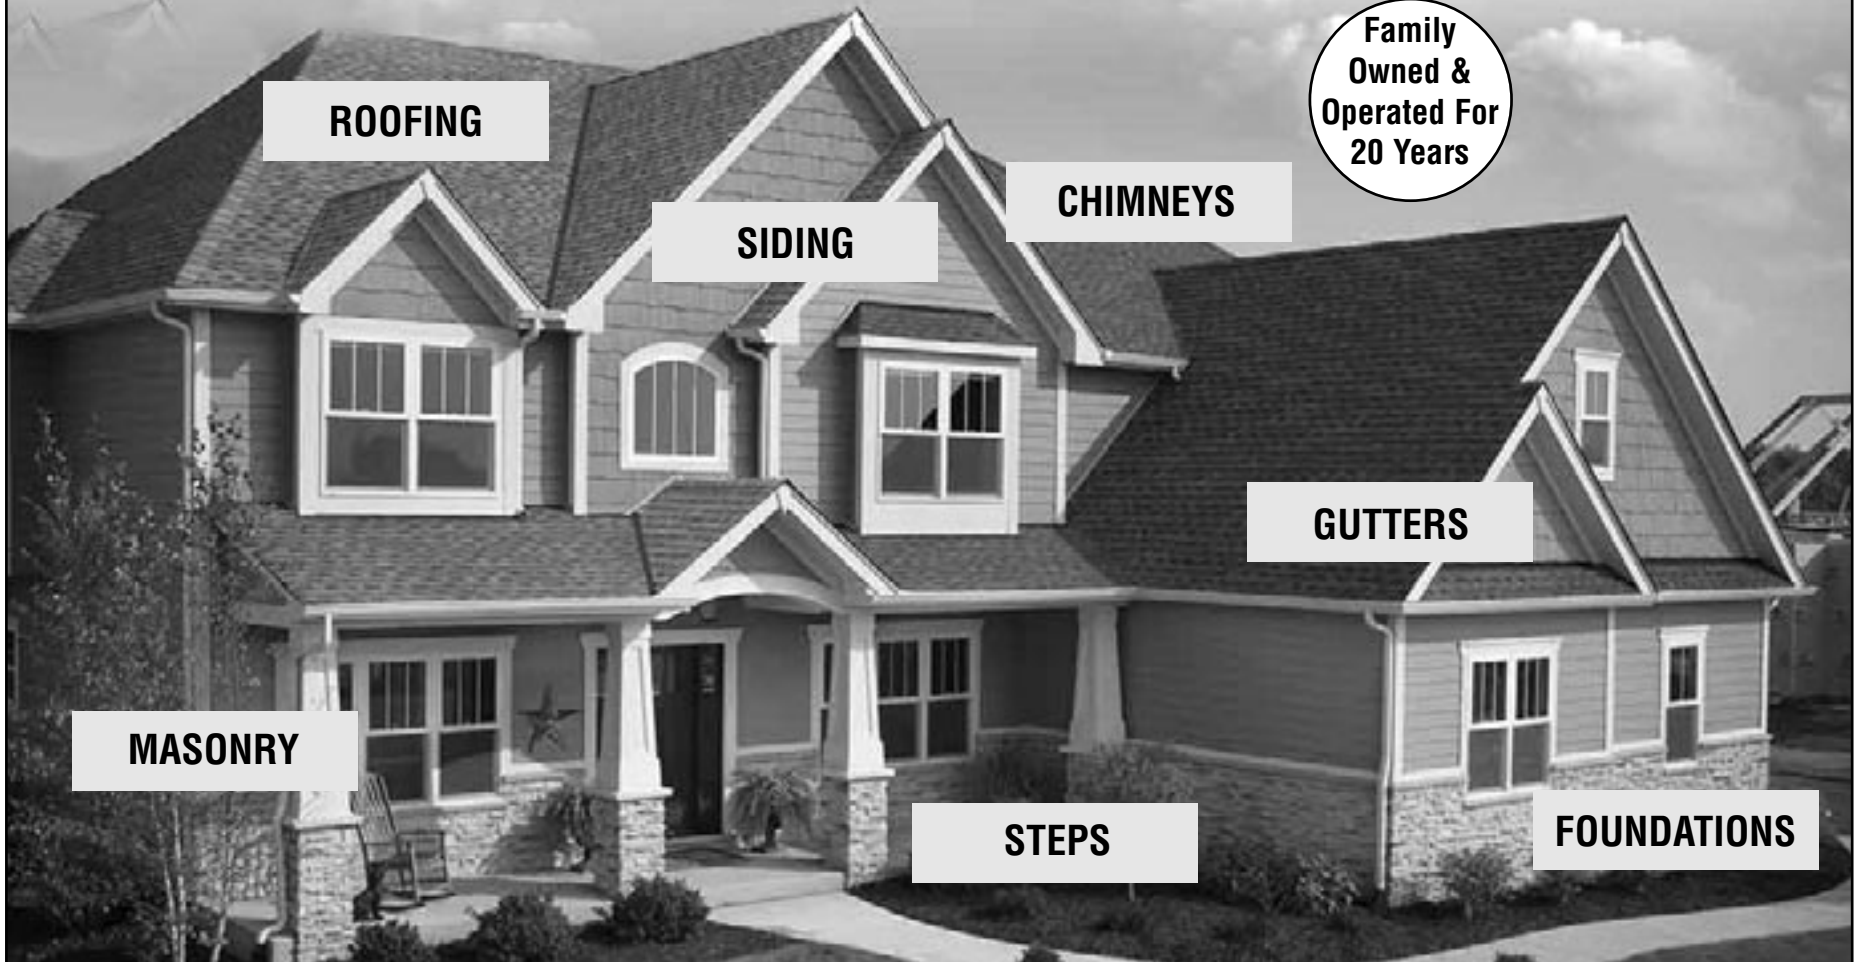 Family
Owned &
Operated For
20 Years
ROOFING
CHIMNEYS
SIDING
GUTTERS
MASONRY
STEPS
FOUNDATIONS